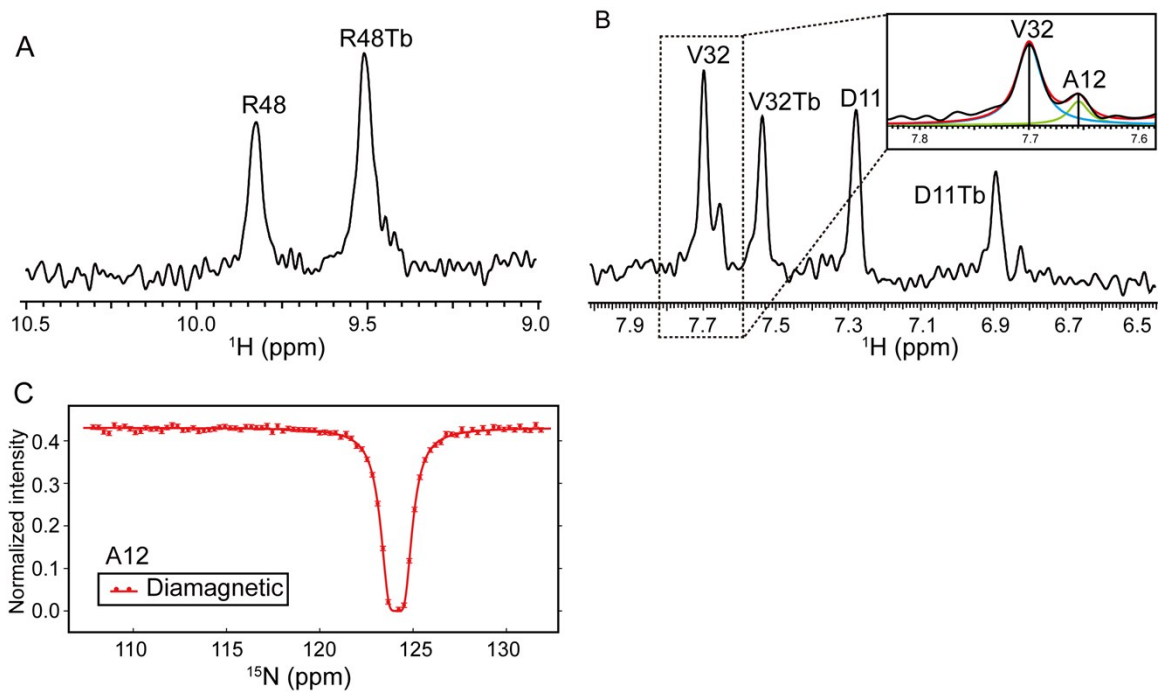 A
R48Tb
R48
10.5 10.0 9.5 9.0
¹H (ppm)
B
V32
V32Tb
D11
D11Tb
7.9 7.7 7.5 7.3 7.1 6.9 6.7 6.5
¹H (ppm)
V32
A12
7.8 7.7 7.6
C
Normalized intensity
0.4
0.3
0.2
0.1
0.0
A12
Diamagnetic
110 115 120 125 130
¹⁵N (ppm)